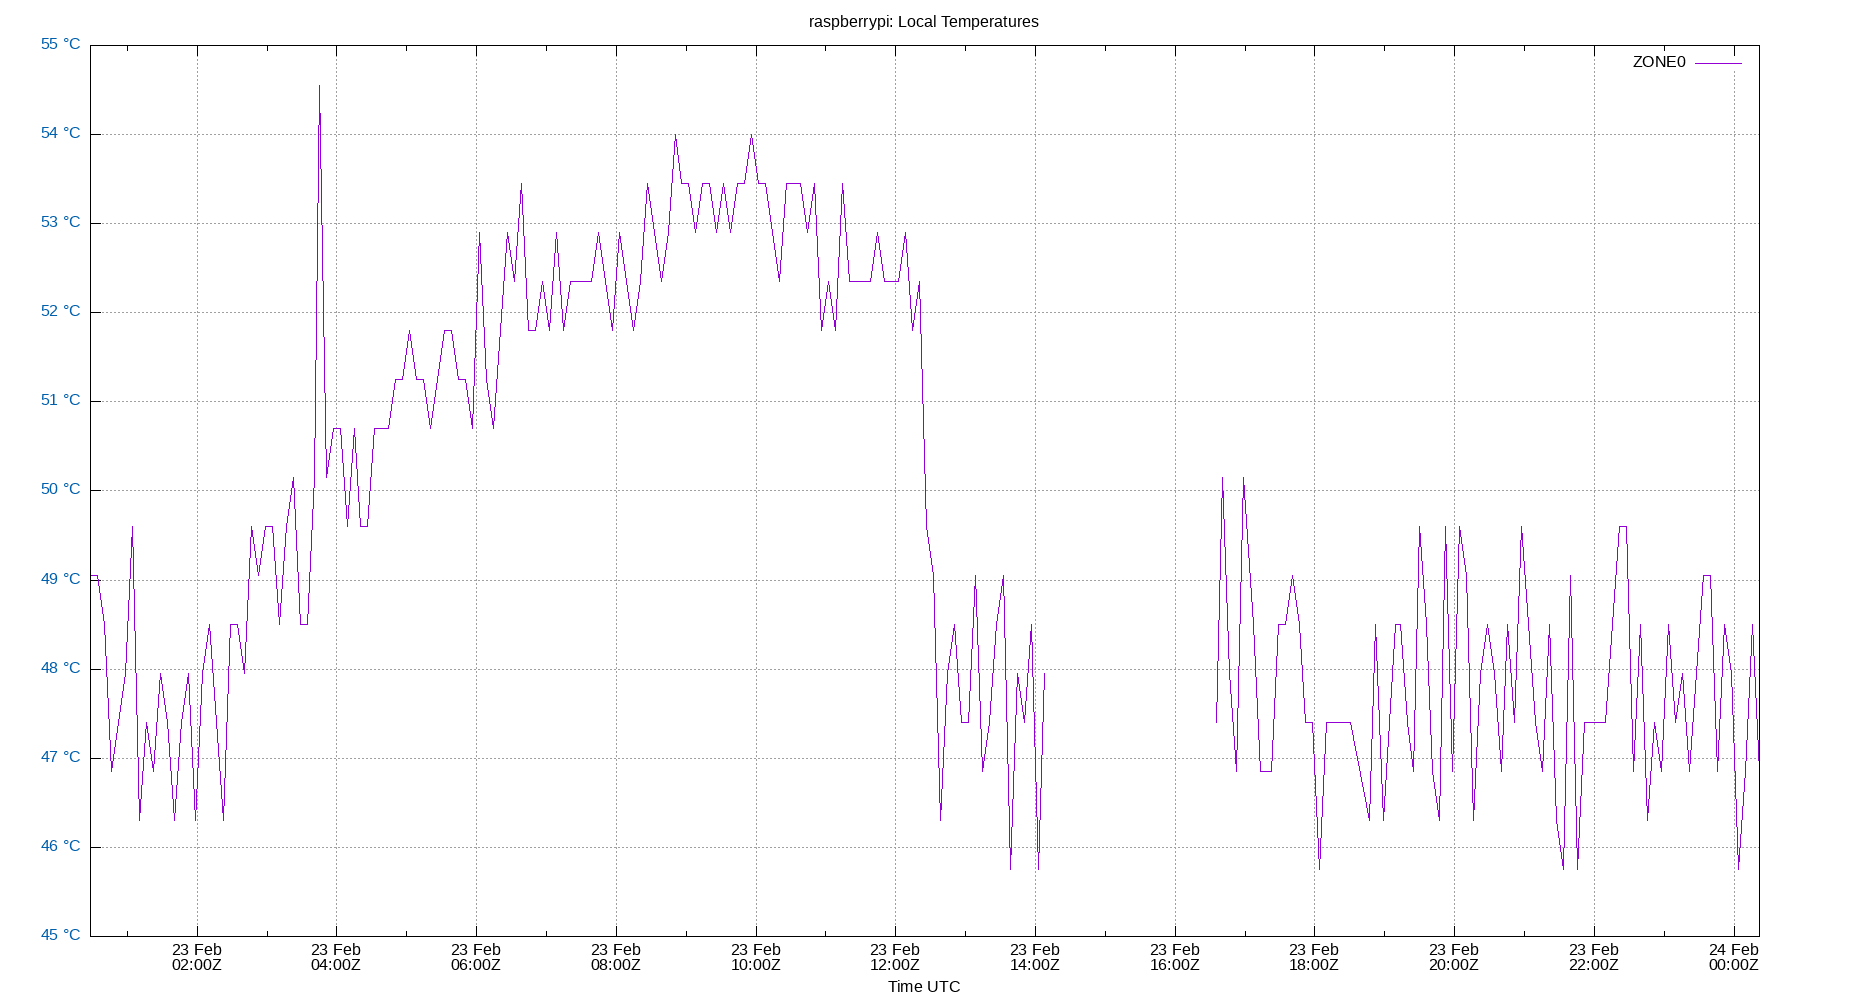 raspberrypi: Local Temperatures
ZONE0
55 °C
54 °C
53 °C
52 °C
51 °C
50 °C
49 °C
48 °C
47 °C
46 °C
45 °C
23 Feb 23 Feb 23 Feb 23 Feb 23 Feb 23 Feb 23 Feb 23 Feb 23 Feb 23 Feb 23 Feb 24 Feb
02:00Z 04:00Z 06:00Z 08:00Z 10:00Z 12:00Z 14:00Z 16:00Z 18:00Z 20:00Z 22:00Z 00:00Z
Time UTC